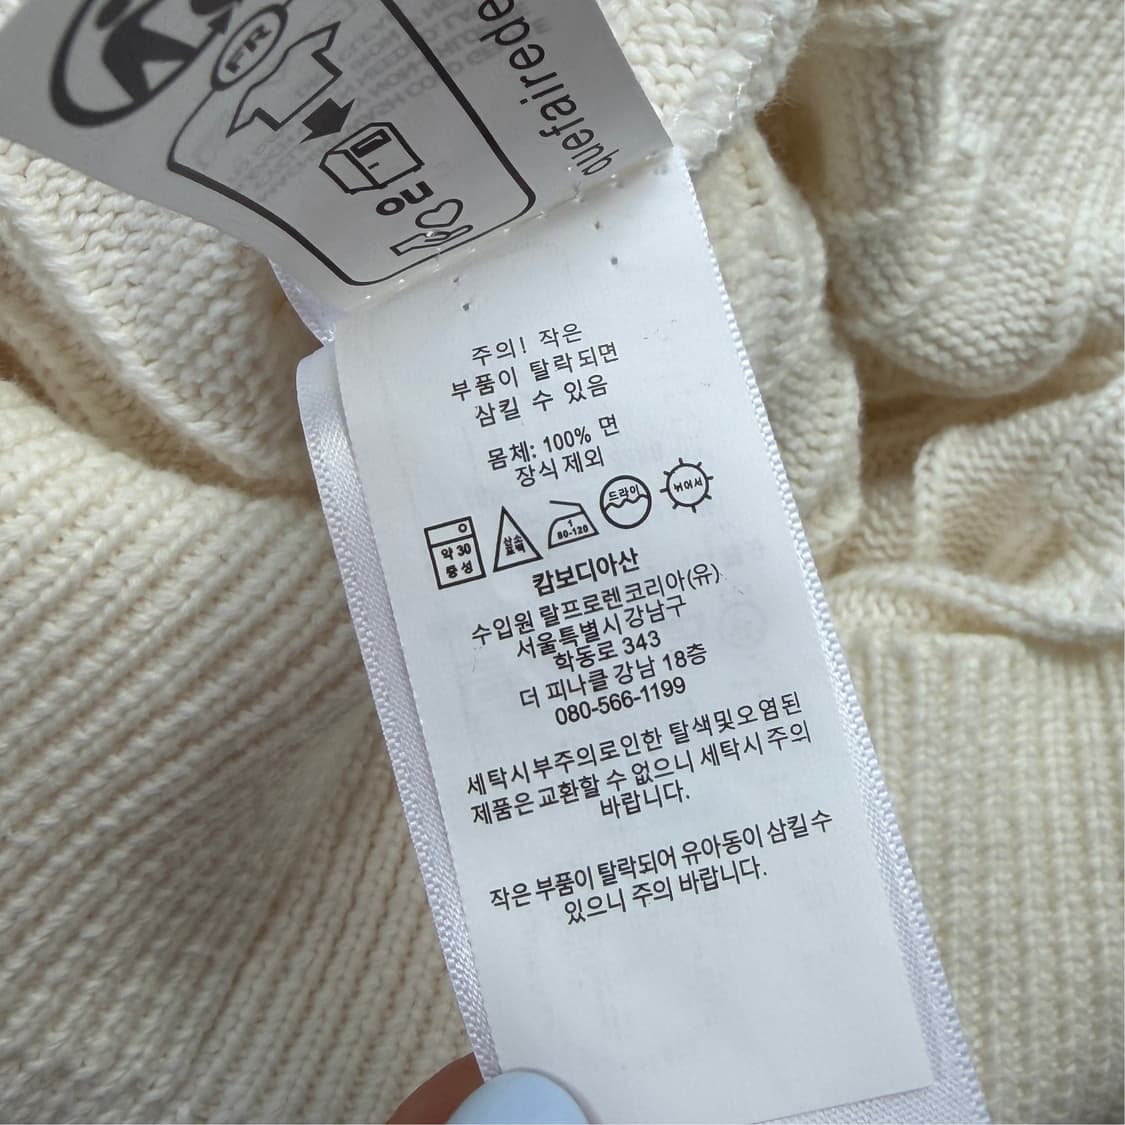 FR
quefairede
주의! 작은
부품이 탈락되면
삼킬 수 있음
몸체: 100% 면
장식제외
약 30
중성
산소
표백
1
80-120
드라이
뉘어서
캄보디아산
수입원 랄프로렌코리아(유)
서울특별시강남구
학동로 343
더 피나클 강남 18층
080-566-1199
세탁시부주의로인한 탈색및오염된
제품은교환할 수 없으니 세탁시 주의
바랍니다.
작은 부품이 탈락되어 유아동이 삼킬수
있으니 주의 바랍니다.